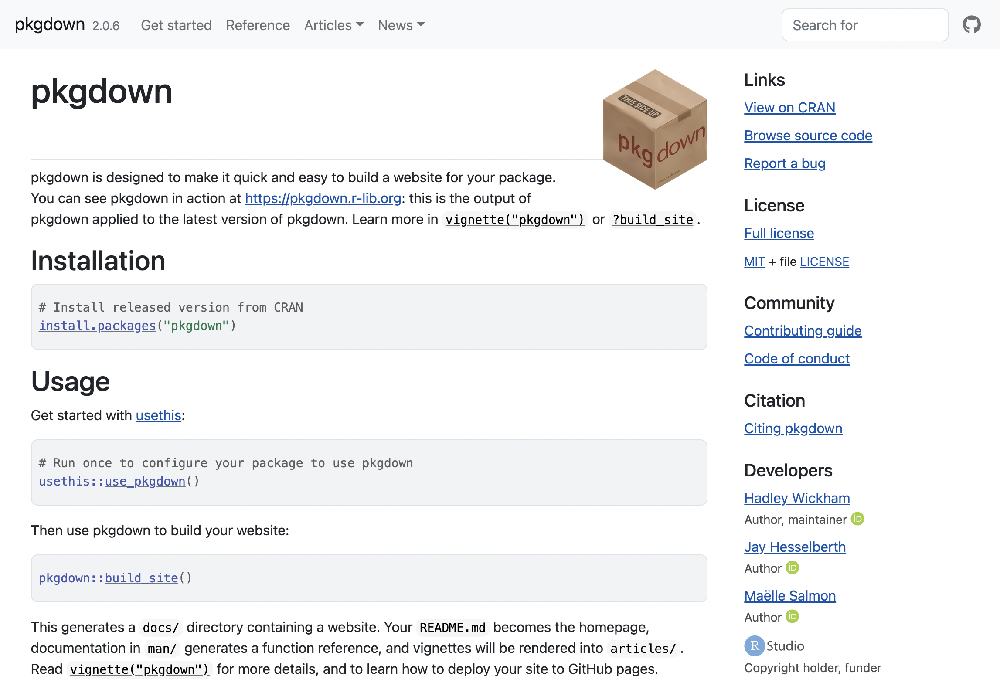 pkgdown 2.0.6 Get started Reference Articles News Search for
pkgdown
THIS SIDE UP
pkgdown
www.rstudio.com
pkgdown is designed to make it quick and easy to build a website for your package.
You can see pkgdown in action at https://pkgdown.r-lib.org: this is the output of
pkgdown applied to the latest version of pkgdown. Learn more in vignette("pkgdown") or ?build_site.
Installation
# Install released version from CRAN
install.packages("pkgdown")
Usage
Get started with usethis:
# Run once to configure your package to use pkgdown
usethis::use_pkgdown()
Then use pkgdown to build your website:
pkgdown::build_site()
This generates a docs/ directory containing a website. Your README.md becomes the homepage,
documentation in man/ generates a function reference, and vignettes will be rendered into articles/.
Read vignette("pkgdown") for more details, and to learn how to deploy your site to GitHub pages.
Links
View on CRAN
Browse source code
Report a bug
License
Full license
MIT + file LICENSE
Community
Contributing guide
Code of conduct
Citation
Citing pkgdown
Developers
Hadley Wickham
Author, maintainer iD
Jay Hesselberth
Author iD
Maëlle Salmon
Author iD
R Studio
Copyright holder, funder